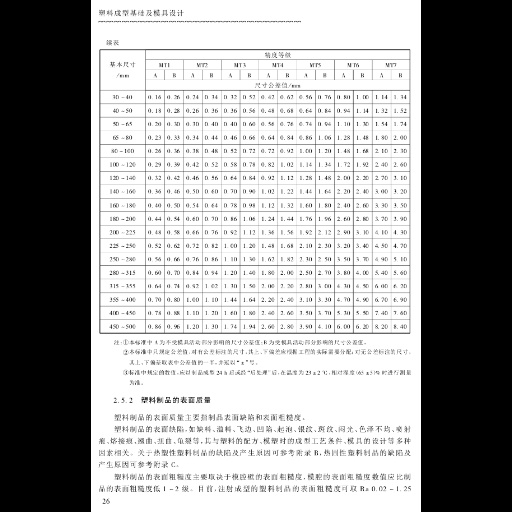 塑料成型基础及模具设计
续表
基本尺寸 /mm 精度等级
MT1 MT2 MT3 MT4 MT5 MT6 MT7
A B A B A B A B A B A B A B
尺寸公差值/mm
30~40 0.16 0.26 0.24 0.34 0.32 0.52 0.42 0.62 0.56 0.76 0.80 1.00 1.14 1.34
40~50 0.18 0.28 0.26 0.36 0.36 0.56 0.48 0.68 0.64 0.84 0.94 1.14 1.32 1.52
50~65 0.20 0.30 0.30 0.40 0.40 0.60 0.56 0.76 0.74 0.94 1.10 1.30 1.54 1.74
65~80 0.23 0.33 0.34 0.44 0.46 0.66 0.64 0.84 0.86 1.06 1.28 1.48 1.80 2.00
80~100 0.26 0.36 0.38 0.48 0.52 0.72 0.72 0.92 1.00 1.20 1.48 1.68 2.10 2.30
100~120 0.29 0.39 0.42 0.52 0.58 0.78 0.82 1.02 1.14 1.34 1.72 1.92 2.40 2.60
120~140 0.32 0.42 0.46 0.56 0.64 0.84 0.92 1.12 1.28 1.48 2.00 2.20 2.70 3.10
140~160 0.36 0.46 0.50 0.60 0.70 0.90 1.02 1.22 1.44 1.64 2.20 2.40 3.00 3.20
160~180 0.40 0.50 0.54 0.64 0.78 0.98 1.12 1.32 1.60 1.80 2.40 2.60 3.30 3.50
180~200 0.44 0.54 0.60 0.70 0.86 1.06 1.24 1.44 1.76 1.96 2.60 2.80 3.70 3.90
200~225 0.48 0.58 0.66 0.76 0.92 1.12 1.36 1.56 1.92 2.12 2.90 3.10 4.10 4.30
225~250 0.52 0.62 0.72 0.82 1.00 1.20 1.48 1.68 2.10 2.30 3.20 3.40 4.50 4.70
250~280 0.56 0.66 0.76 0.86 1.10 1.30 1.62 1.82 2.30 2.50 3.50 3.70 4.90 5.10
280~315 0.60 0.70 0.84 0.94 1.20 1.40 1.80 2.00 2.50 2.70 3.80 4.00 5.40 5.60
315~355 0.64 0.74 0.92 1.02 1.30 1.50 2.00 2.20 2.80 3.00 4.30 4.50 6.00 6.20
355~400 0.70 0.80 1.00 1.10 1.44 1.64 2.20 2.40 3.10 3.30 4.70 4.90 6.70 6.90
400~450 0.78 0.88 1.10 1.20 1.60 1.80 2.40 2.60 3.50 3.70 5.30 5.50 7.40 7.60
450~500 0.86 0.96 1.20 1.30 1.74 1.94 2.60 2.80 3.90 4.10 6.00 6.20 8.20 8.40
注:①本标准中A为不受模具活动部分影响的尺寸公差值;B为受模具活动部分影响的尺寸公差值。
②本标准中只规定公差值,对有公差标注的尺寸,其上、下偏差应根据工程的实际需要分配;对无公差标注的尺寸,
其上、下偏差取表中公差值的一半,并冠以"±"号。
③标准中规定的数值,应以制品成型24 h后或经"后处理"后,在温度为23±2℃,相对湿度(65±5)%时进行测量
为准。
2.5.2 塑料制品的表面质量
塑料制品的表面质量主要指制品表面缺陷和表面粗糙度。
塑料制品的表面缺陷,如缺料、溢料、飞边、凹陷、起泡、银纹、斑纹、闷光、色泽不均、喷射
痕、熔接痕、翘曲、扭曲、龟裂等,其与塑料的配方、模塑时的成型工艺条件、模具的设计等多种
因素相关。关于热塑性塑料制品的缺陷及产生原因可参考附录B,热固性塑料制品的缺陷及
产生原因可参考附录C。
塑料制品的表面粗糙度主要取决于模腔壁的表面粗糙度,模腔的表面粗糙度数值应比制
品的表面粗糙度低1~2级。目前,注射成型的塑料制品的表面粗糙度可取Ra 0.02~1.25
26